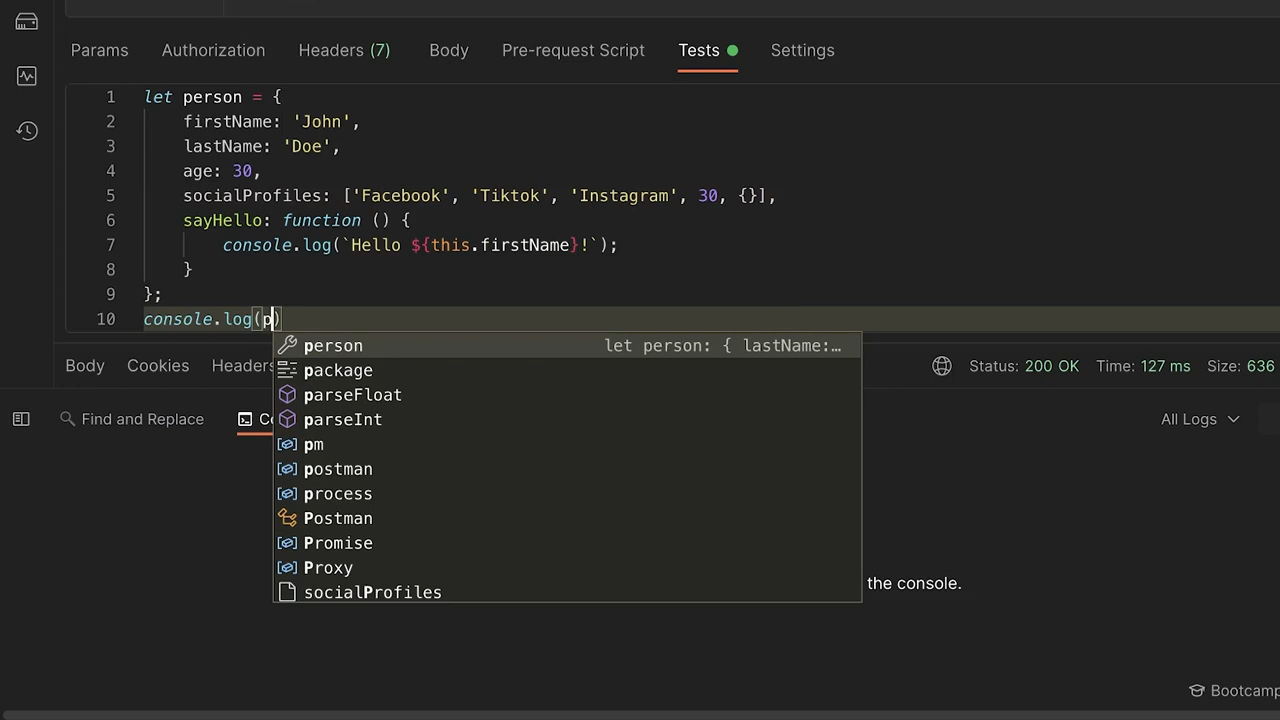 Params Authorization Headers (7) Body Pre-request Script Tests Settings
1 let person = {
2 firstName: 'John',
3 lastName: 'Doe',
4 age: 30,
5 socialProfiles: ['Facebook', 'Tiktok', 'Instagram', 30, {}],
6 sayHello: function () {
7 console.log(`Hello ${this.firstName}!`);
8 }
9 };
10 console.log(p)
person let person: { lastName:…
package
parseFloat
parseInt
pm
postman
process
Postman
Promise
Proxy
socialProfiles
Body Cookies Headers Status: 200 OK Time: 127 ms Size: 636
Find and Replace Co All Logs
the console.
Bootcamp